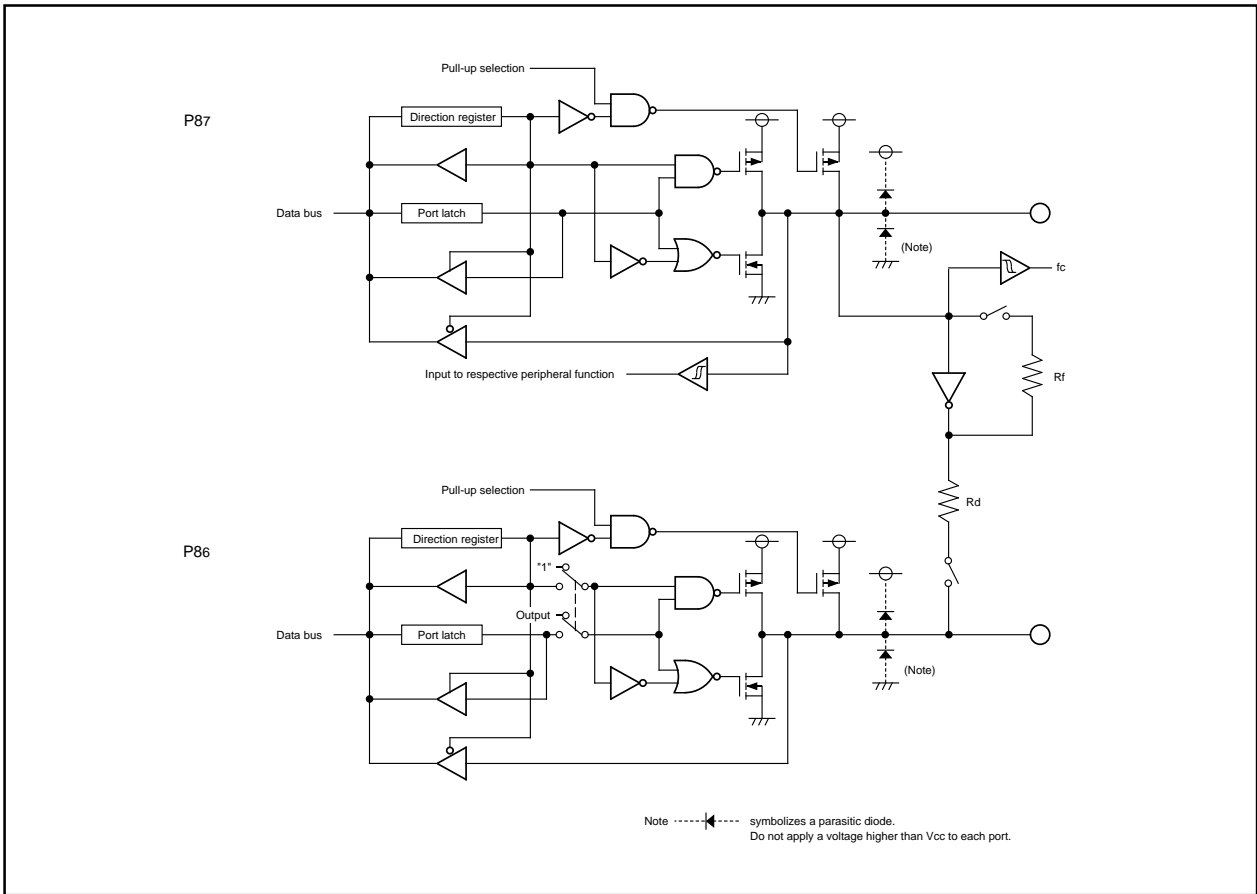 Pull-up selection
P87
Direction register
Data bus
Port latch
(Note)
fc
Input to respective peripheral function
Rf
Pull-up selection
Rd
Direction register
P86
"1"
Output
Data bus
Port latch
(Note)
Note symbolizes a parasitic diode.
Do not apply a voltage higher than Vcc to each port.